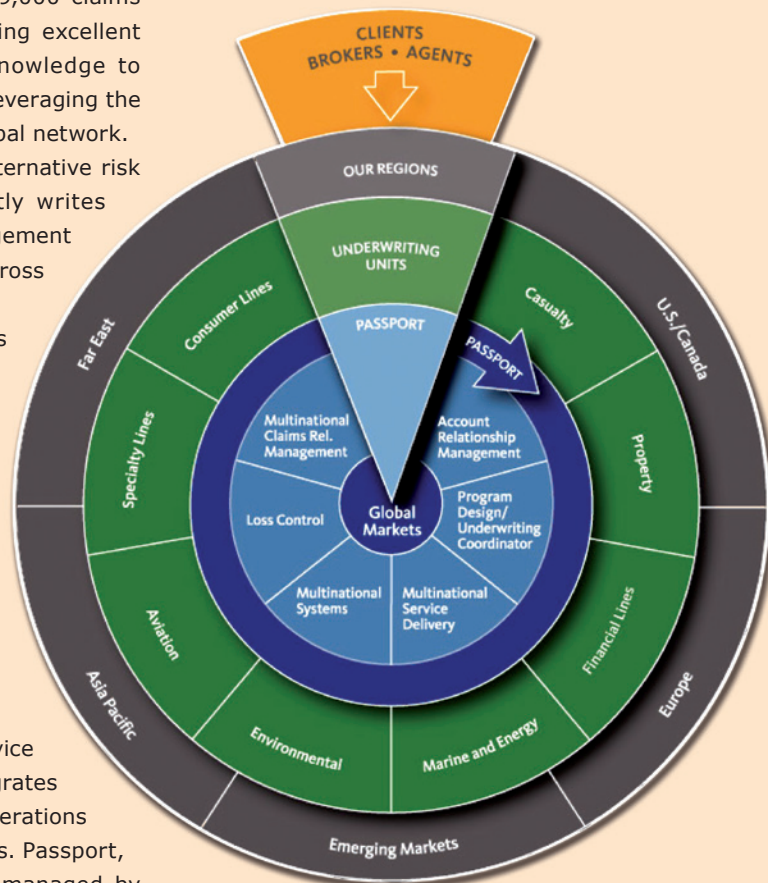 9,000 claims
ing excellent
nowledge to
everaging the
bal network.
ternative risk
tly writes
gement
ross
s
vice
grates
erations
s. Passport,
managed by
CLIENTS
BROKERS • AGENTS
OUR REGIONS
UNDERWRITING
UNITS
PASSPORT
PASSPORT
U.S./Canada
Europe
Emerging Markets
Asia Pacific
Far East
Casualty
Property
Financial Lines
Marine and Energy
Environmental
Aviation
Specialty Lines
Consumer Lines
Account
Relationship
Management
Program
Design/
Underwriting
Coordinator
Multinational
Service
Delivery
Multinational
Systems
Loss Control
Multinational
Claims Rel.
Management
Global
Markets